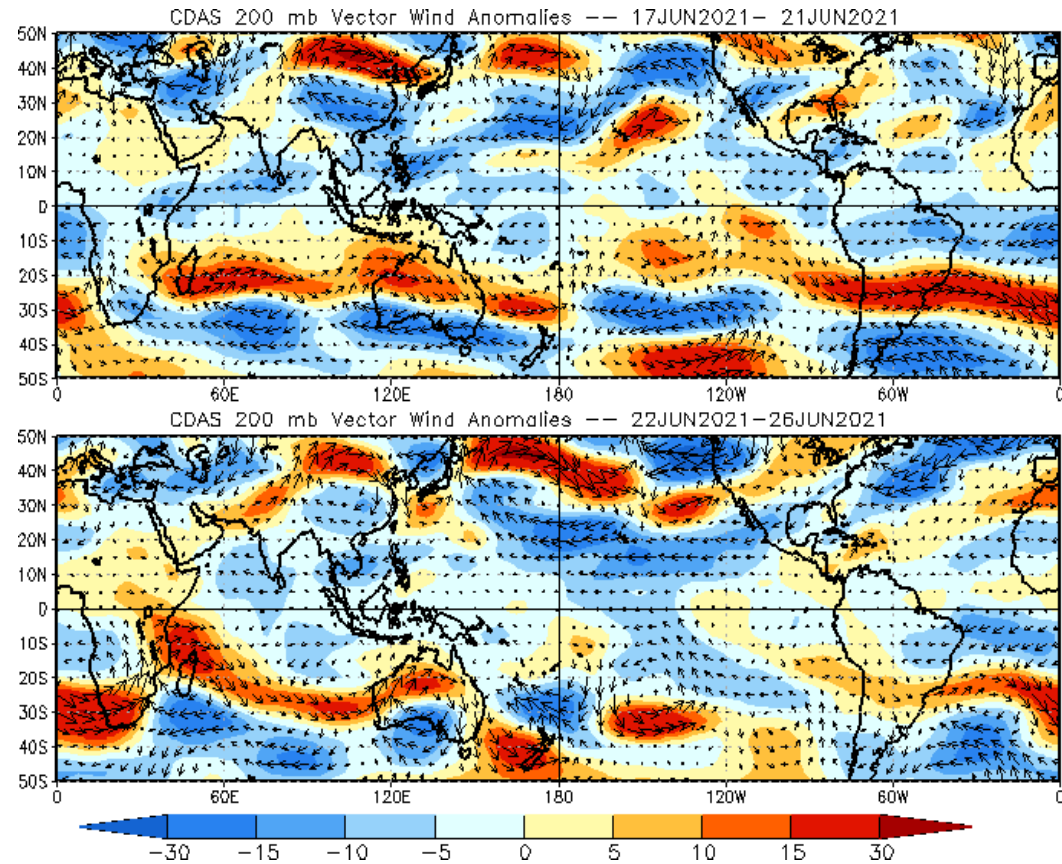 CDAS 200 mb Vector Wind Anomalies -- 17JUN2021- 21JUN2021
50N
40N
30N
20N
10N
0
10S
20S
30S
40S
50S
0 60E 120E 180 120W 60W 0
CDAS 200 mb Vector Wind Anomalies -- 22JUN2021-26JUN2021
50N
40N
30N
20N
10N
0
10S
20S
30S
40S
50S
0 60E 120E 180 120W 60W 0
-30 -15 -10 -5 0 5 10 15 30